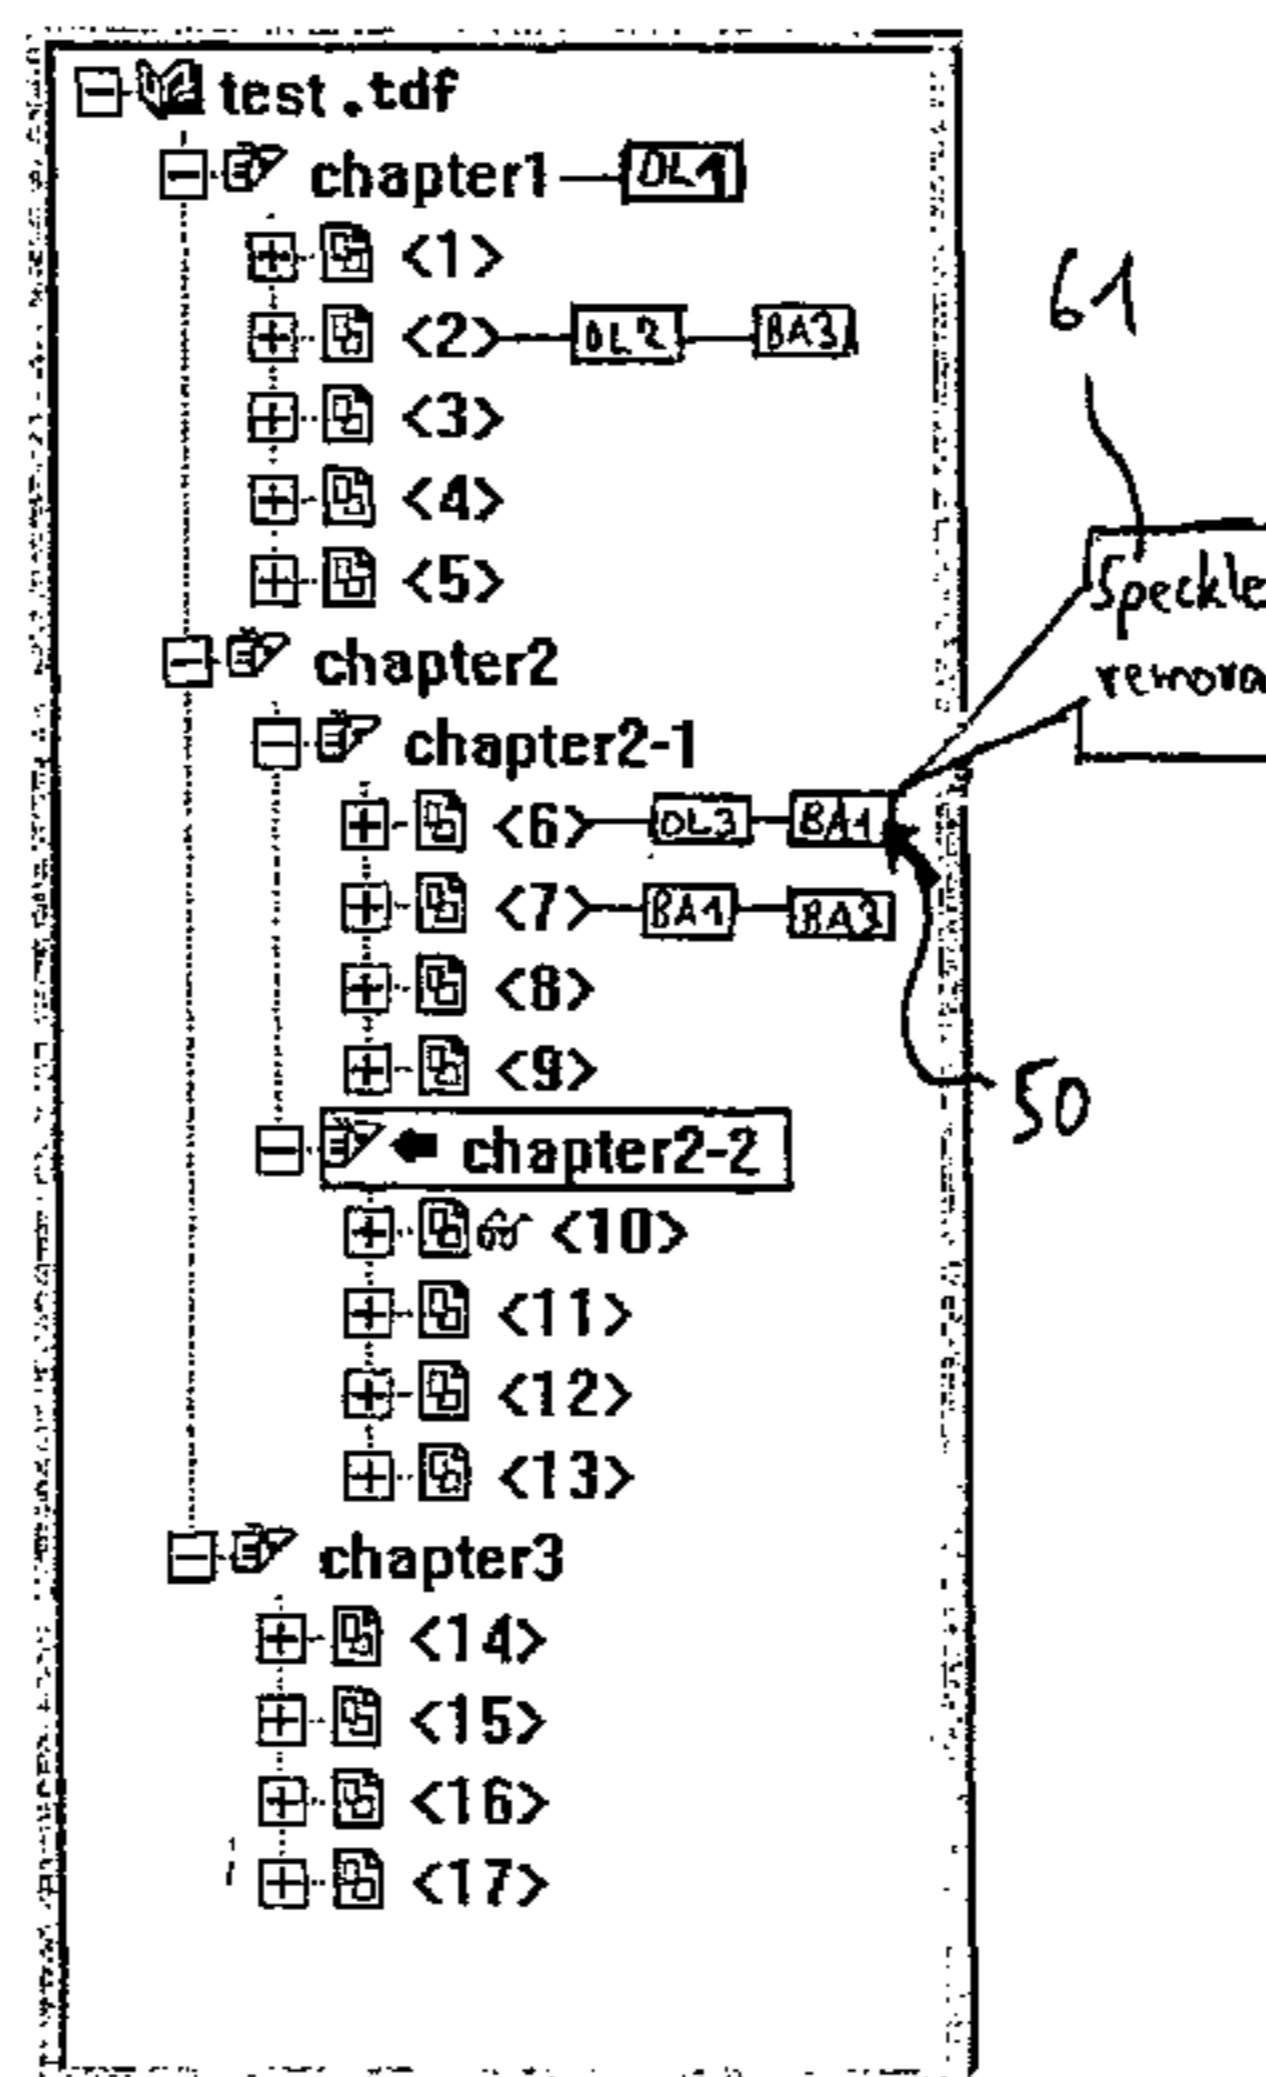 test.tdf
chapter1 DL1
<1>
<2> DL2 BA3
<3>
<4>
<5>
chapter2
chapter2-1
<6> DL3 BA1
<7> BA1 BA3
<8>
<9>
chapter2-2
<10>
<11>
<12>
<13>
chapter3
<14>
<15>
<16>
<17>
61
Speckle
remova
50